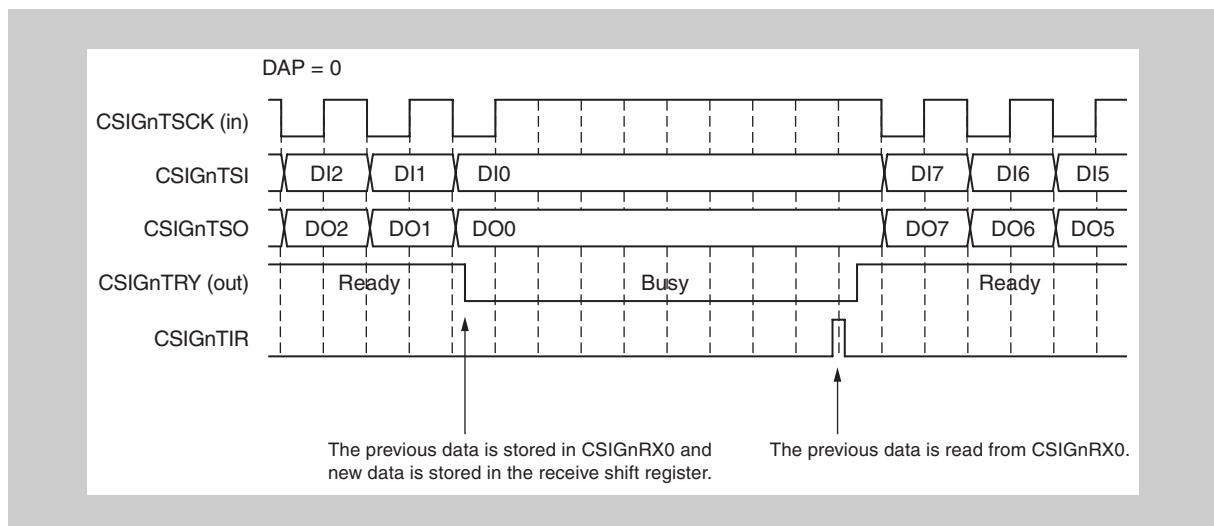 DAP = 0
CSIGnTSCK (in)
CSIGnTSI DI2 DI1 DI0 DI7 DI6 DI5
CSIGnTSO DO2 DO1 DO0 DO7 DO6 DO5
CSIGnTRY (out) Ready Busy Ready
CSIGnTIR
The previous data is stored in CSIGnRX0 and
new data is stored in the receive shift register.
The previous data is read from CSIGnRX0.